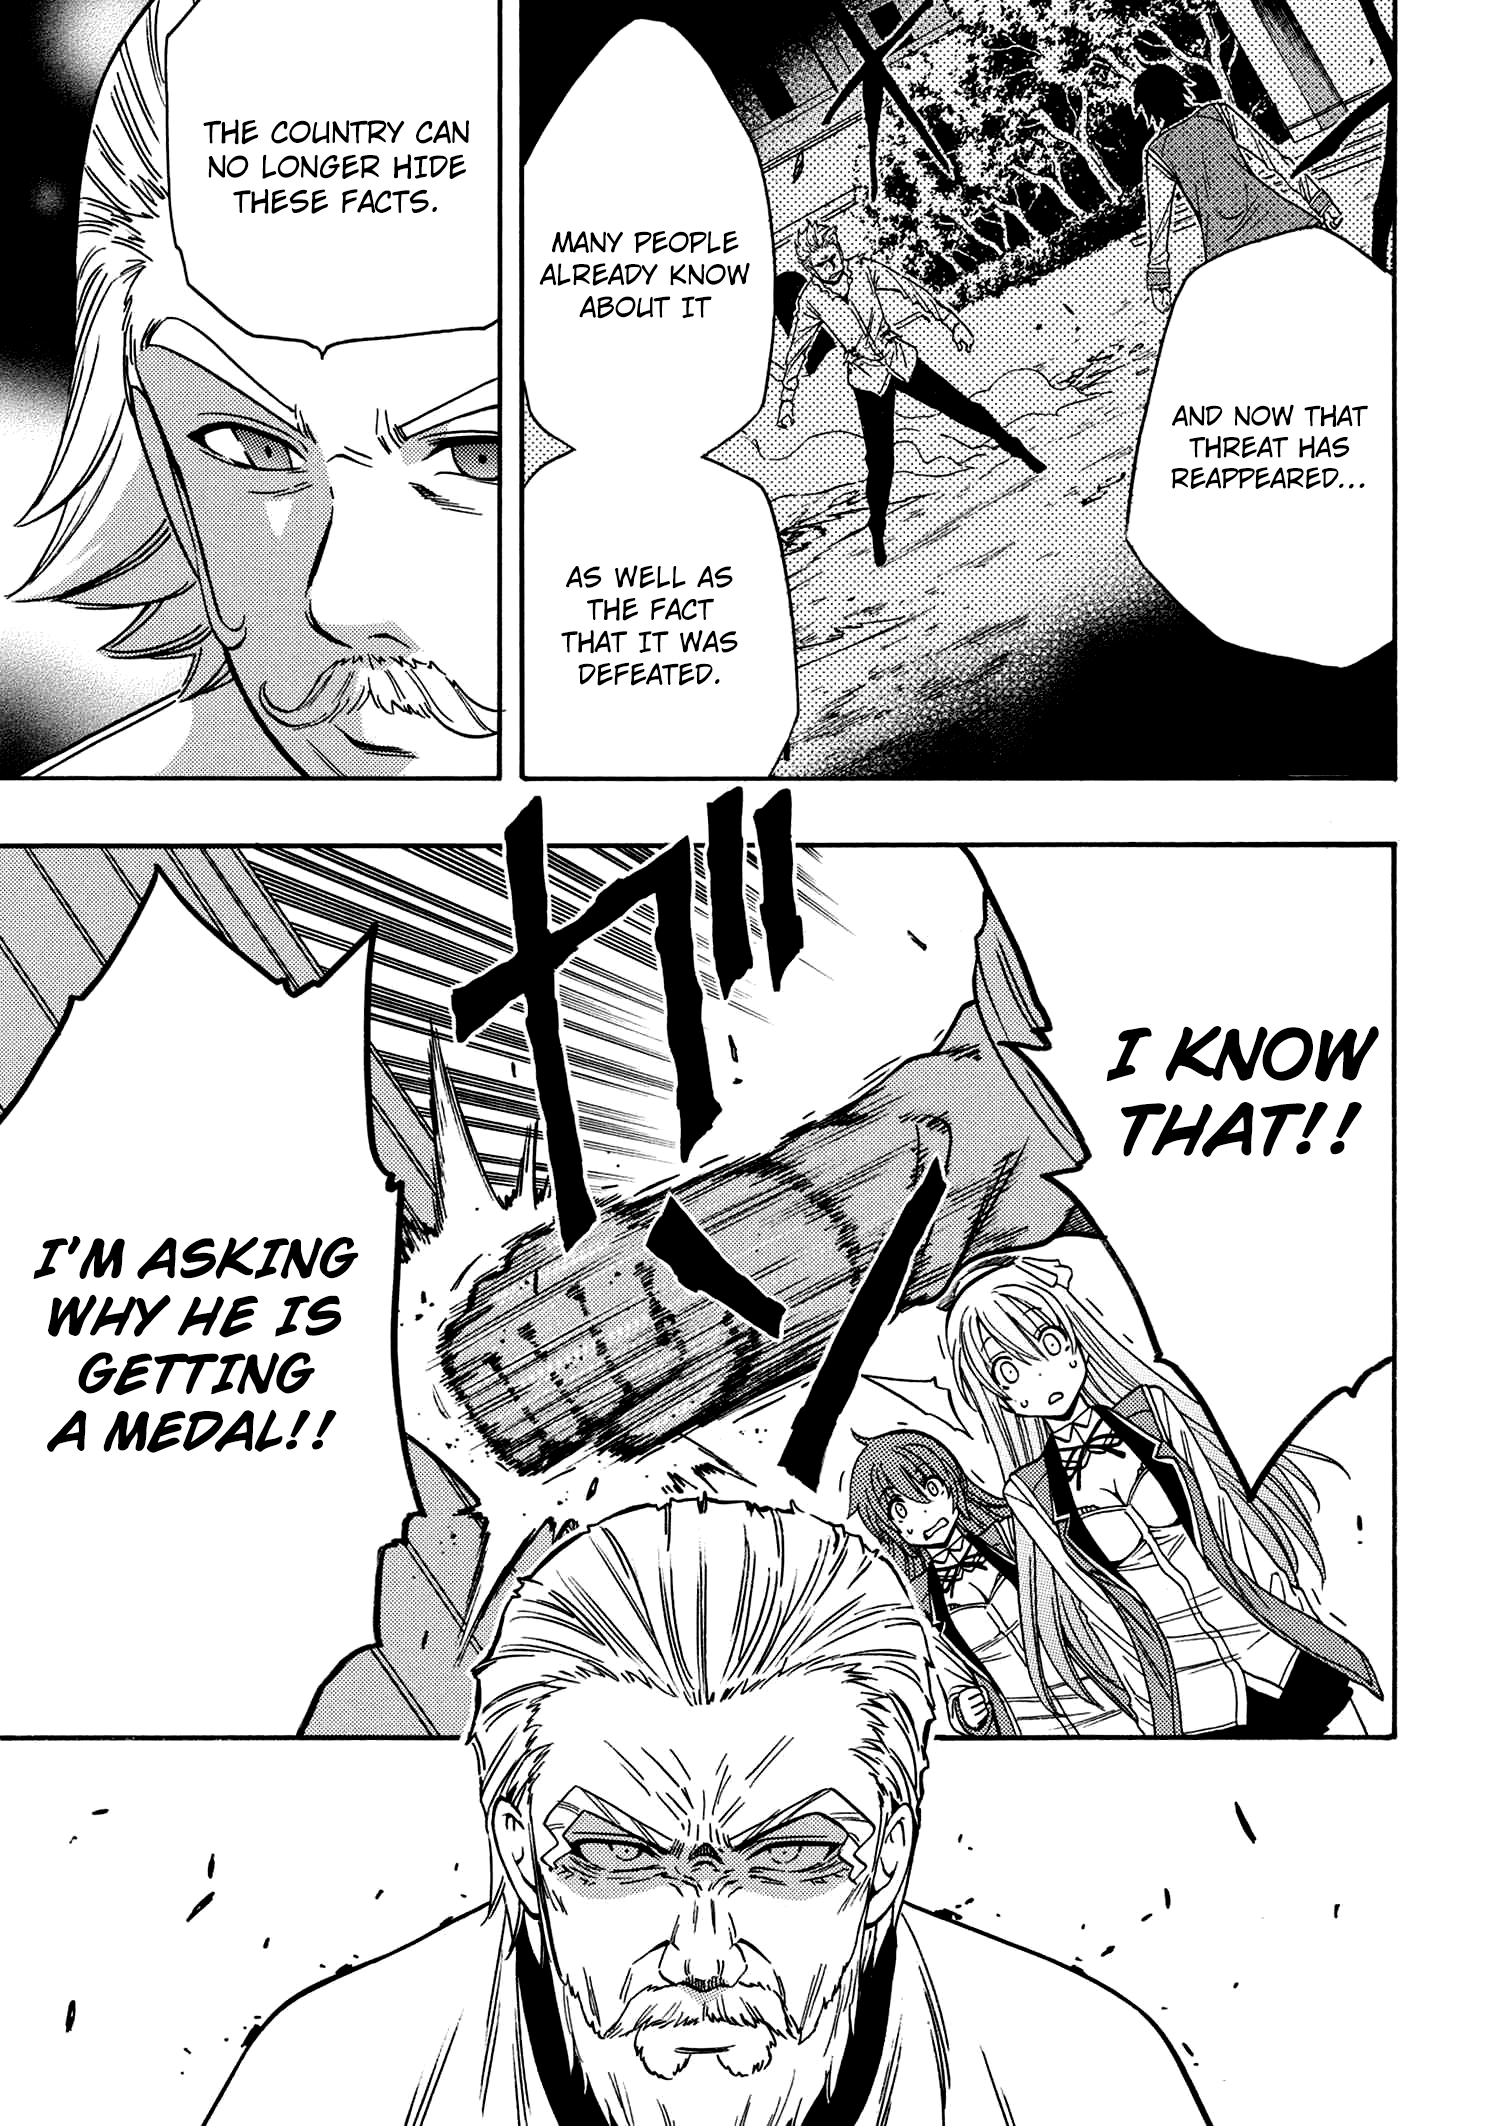 AND NOW THAT
THREAT HAS
REAPPEARED...
MANY PEOPLE
ALREADY KNOW
ABOUT IT
AS WELL AS
THE FACT
THAT IT WAS
DEFEATED.
THE COUNTRY CAN
NO LONGER HIDE
THESE FACTS.
I KNOW
THAT!!
ガンッ
I'M ASKING
WHY HE IS
GETTING
A MEDAL!!